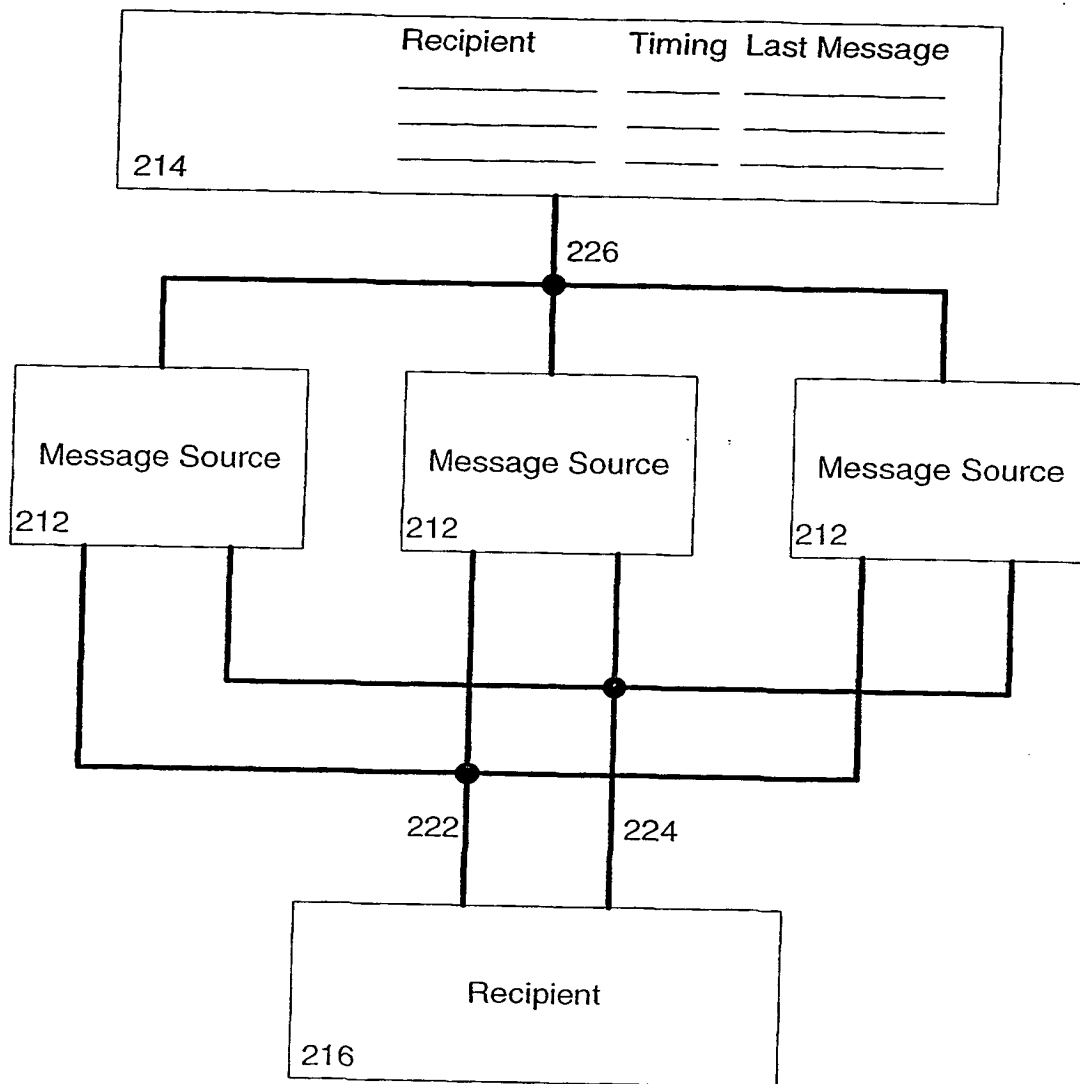 Recipient Timing Last Message
214
226
Message Source
212
Message Source
212
Message Source
212
222
224
Recipient
216